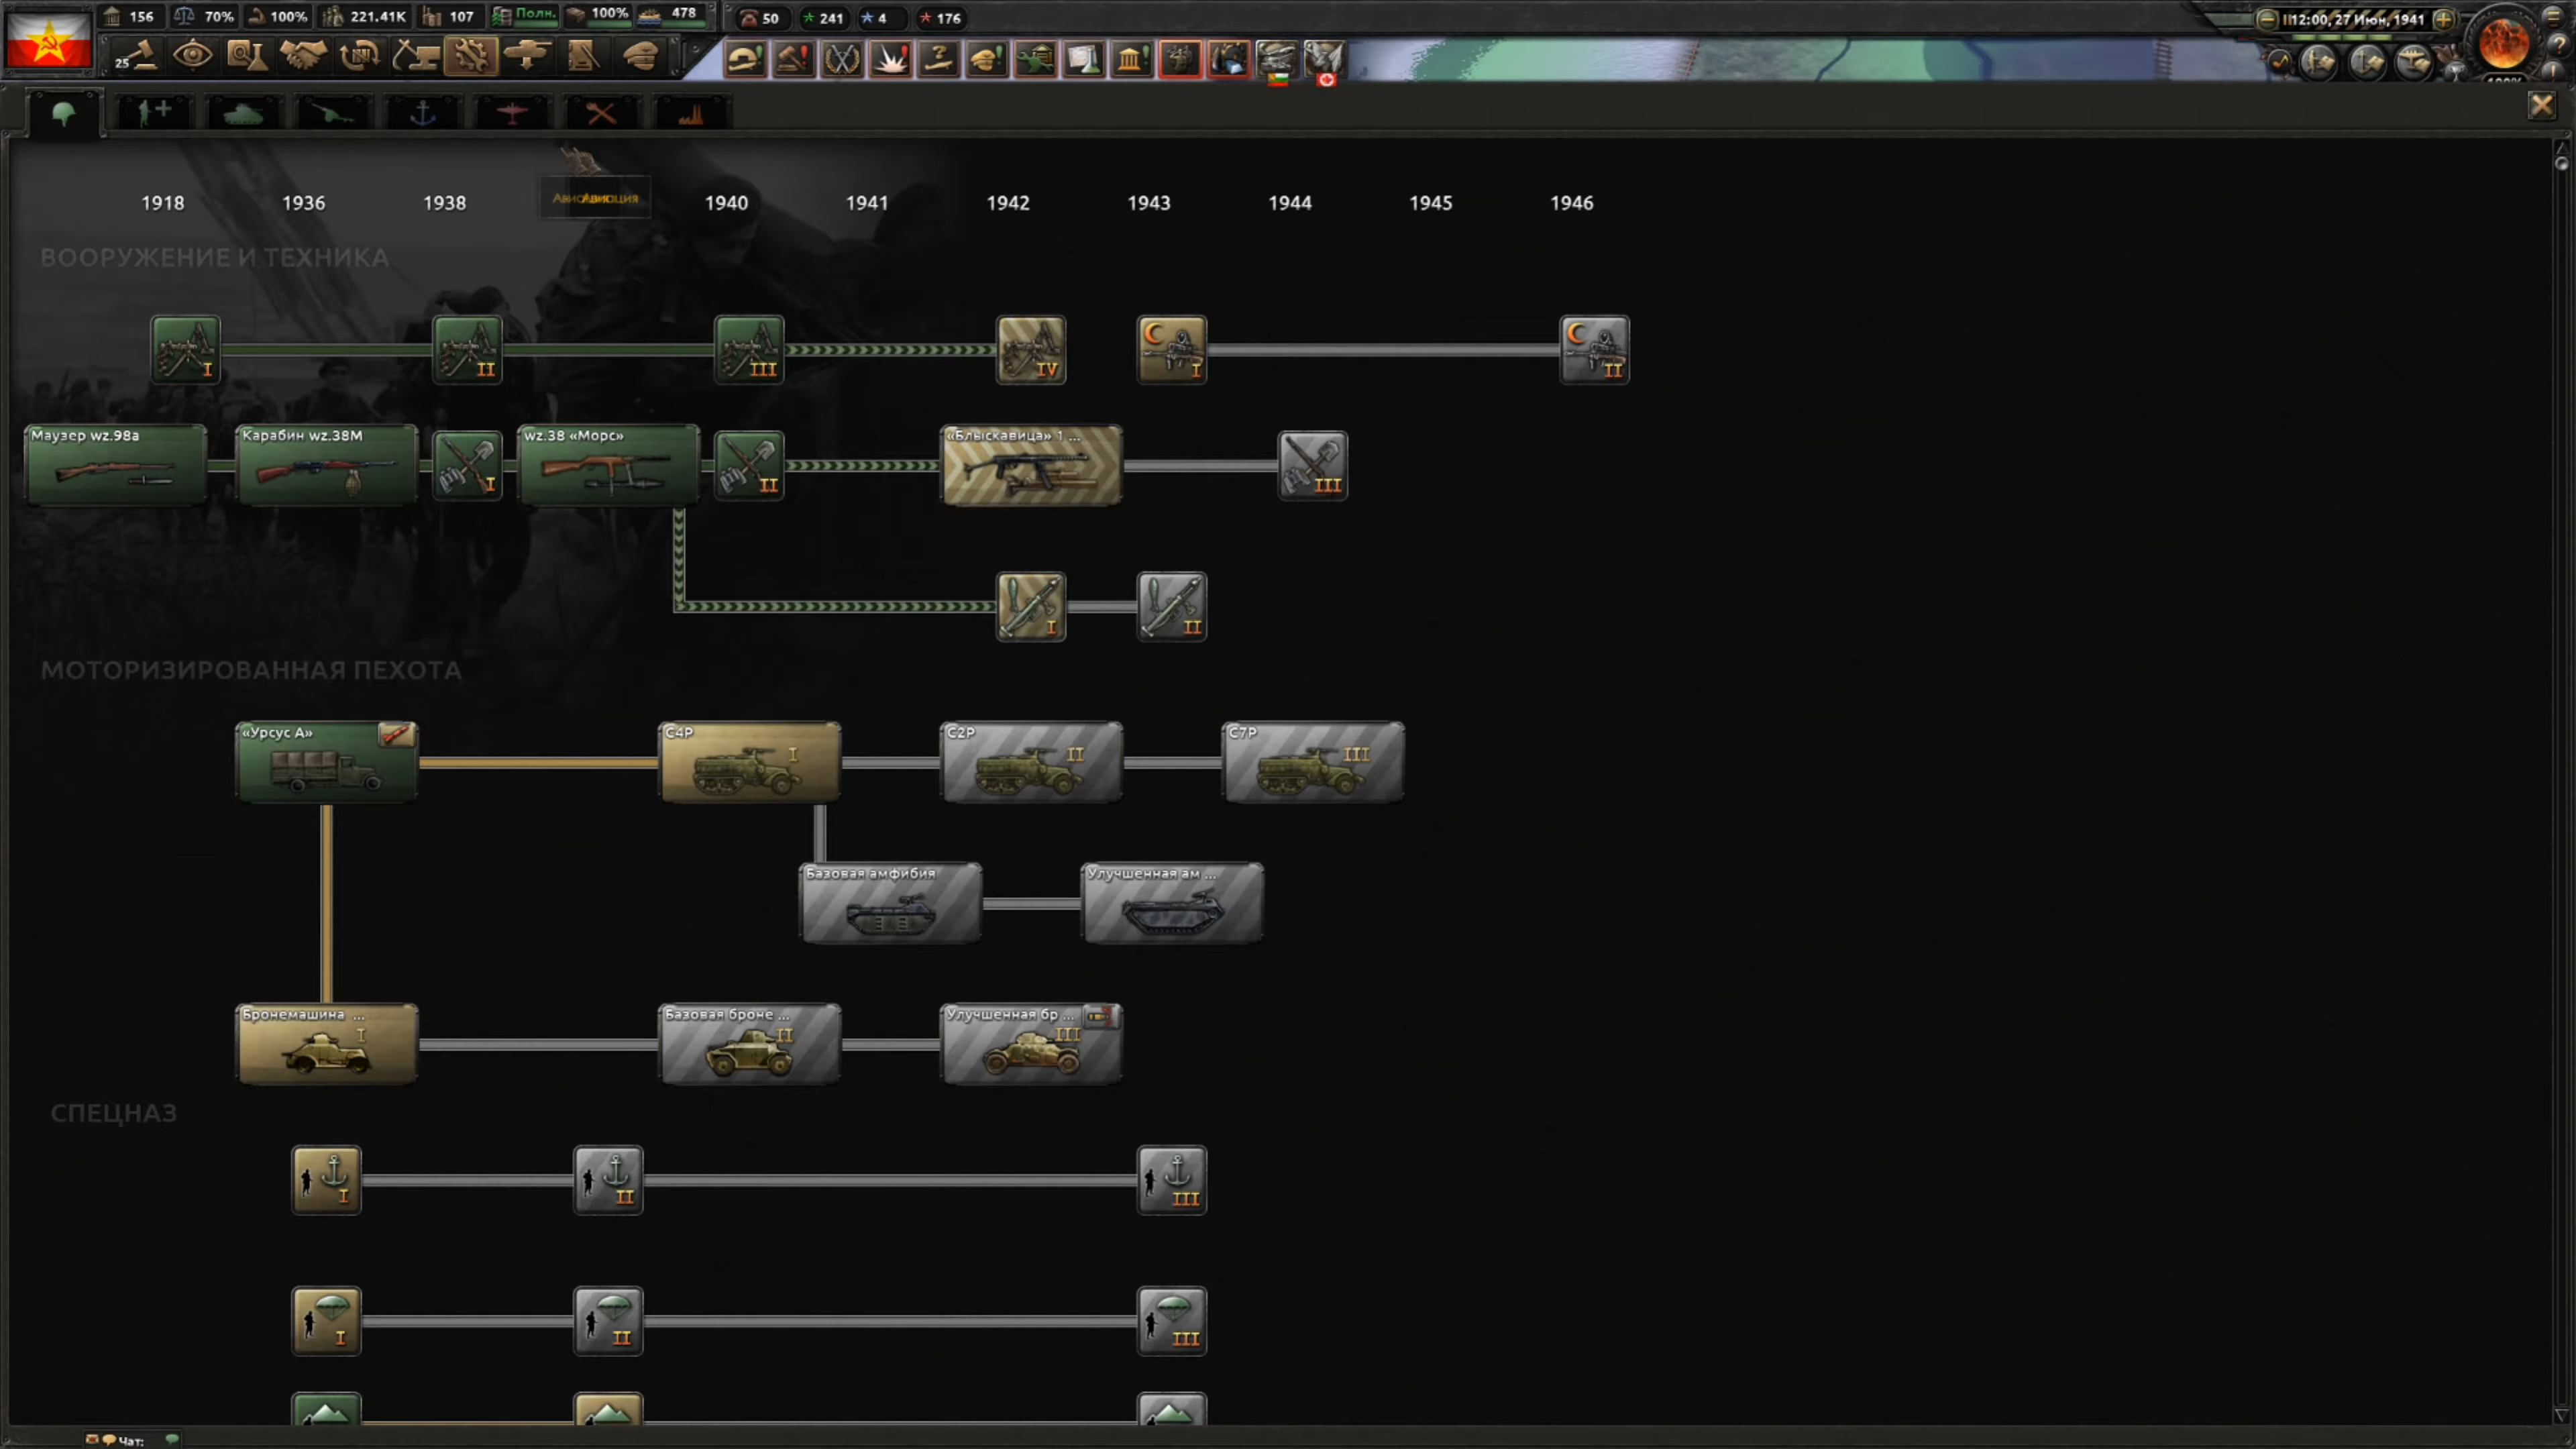 156 70% 100% 221.41K 107 Полн. 100% 478 50 241 4 176 12:00, 27 Июн, 1941
25
1918 1936 1938 1940 1941 1942 1943 1944 1945 1946
ВООРУЖЕНИЕ И ТЕХНИКА
I II III IV I II
Маузер wz.98a Карабин wz.38M wz.38 «Морс» «Блыскавица» 1 ...
I II III
I II
МОТОРИЗИРОВАННАЯ ПЕХОТА
«Урсус А» C4P C2P C7P
I II III
Базовая амфибия Улучшенная ам ...
Бронемашина ... Базовая броне ... Улучшенная бр ...
I II III
СПЕЦНАЗ
I II III
I II III
Чат: